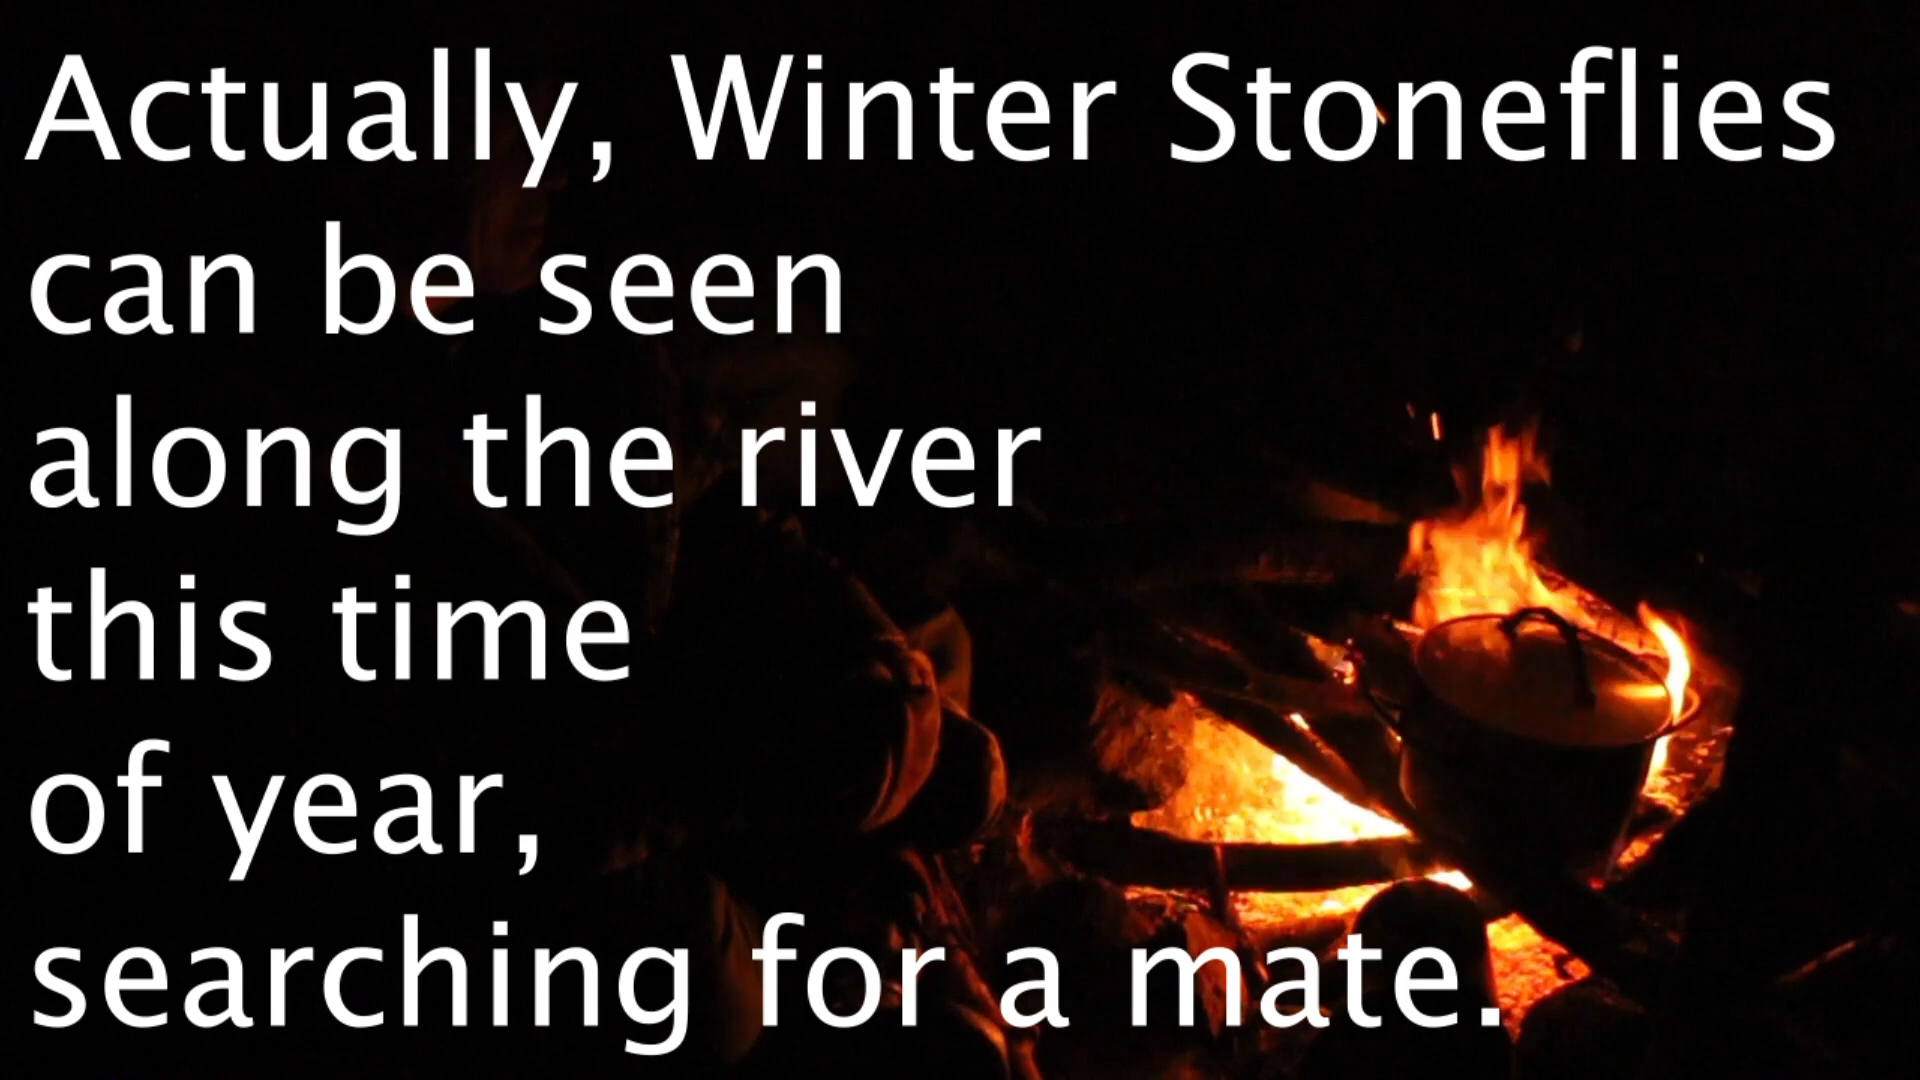 Actually, Winter Stoneflies
can be seen
along the river
this time
of year,
searching for a mate.